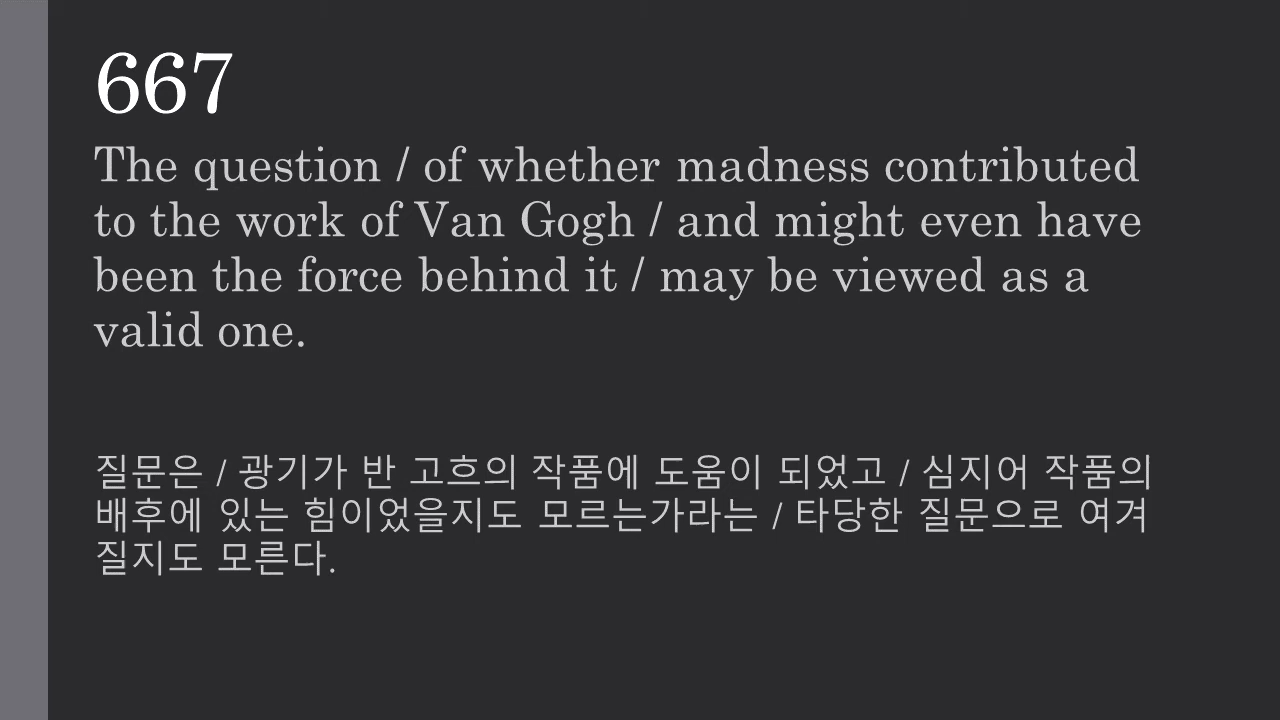 667
The question / of whether madness contributed
to the work of Van Gogh / and might even have
been the force behind it / may be viewed as a
valid one.
질문은 / 광기가 반 고흐의 작품에 도움이 되었고 / 심지어 작품의
배후에 있는 힘이었을지도 모르는가라는 / 타당한 질문으로 여겨
질지도 모른다.